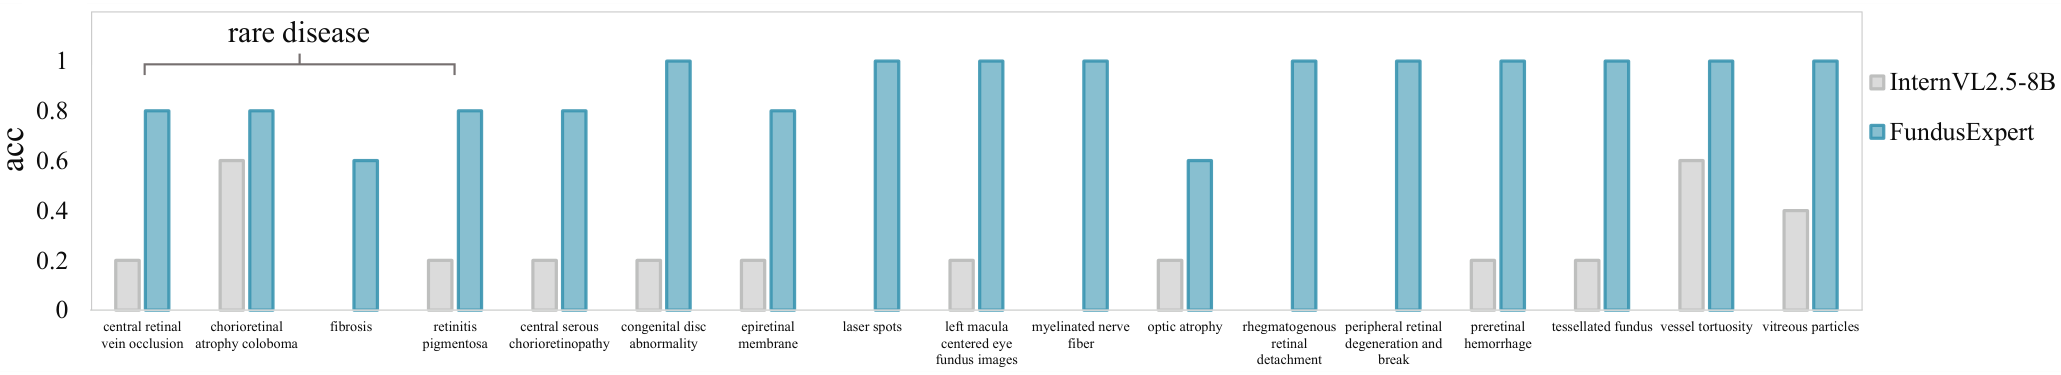 rare disease
1
0.8
0.6
0.4
0.2
0
acc
InternVL2.5-8B
FundusExpert
central retinal
vein occlusion
chorioretinal
atrophy coloboma
fibrosis
retinitis
pigmentosa
central serous
chorioretinopathy
congenital disc
abnormality
epiretinal
membrane
laser spots
left macula
centered eye
fundus images
myelinated nerve
fiber
optic atrophy
rhegmatogenous
retinal
detachment
peripheral retinal
degeneration and
break
preretinal
hemorrhage
tessellated fundus
vessel tortuosity
vitreous particles